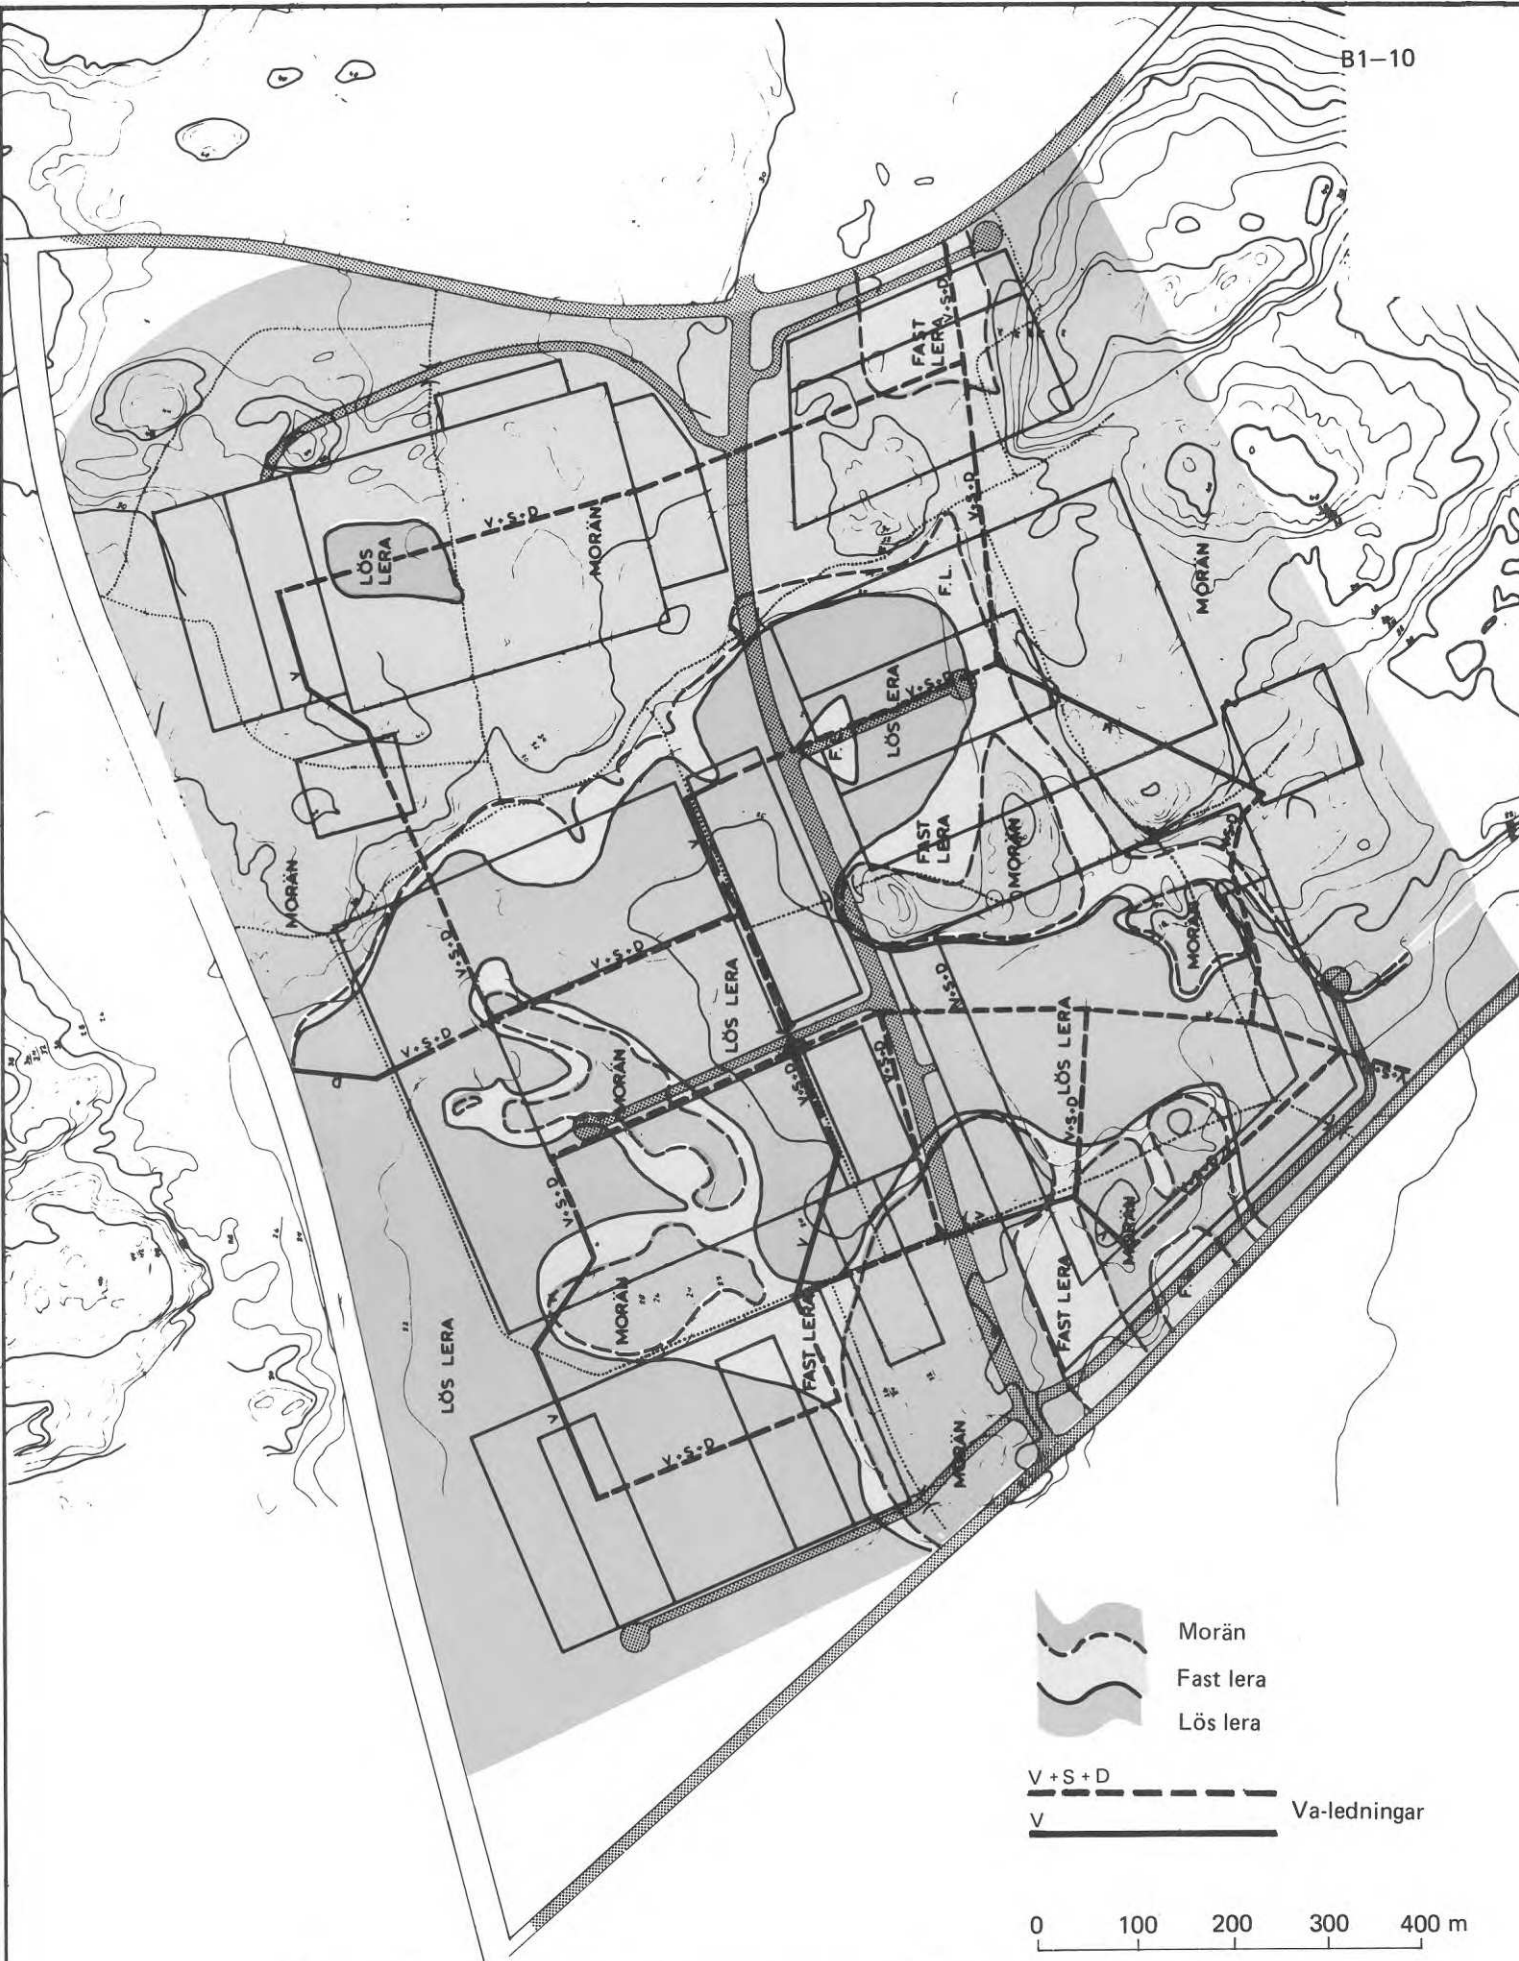 B1–10
FAST
LERA
V+S+D
V+S+D
LÖS
LERA
MORÄN
V+S+D
F.L.
MORÄN
V
LÖS LERA
V+S+D
F.
FAST
LERA
MORÄN
V+S+D
V
MORÄN
MORÄN
V+S+D
V+S+D
LÖS LERA
V+S+D
V+S+D
LÖS LERA
MORÄN
V+S+D
V+S+D
V+S+D
V+S+D
V
V
MORÄN
FAST LERA
MORÄN
LÖS LERA
FAST LERA
V
V+S+D
MORÄN
Morän
Fast lera
Lös lera
V + S + D
V
Va-ledningar
0 100 200 300 400 m